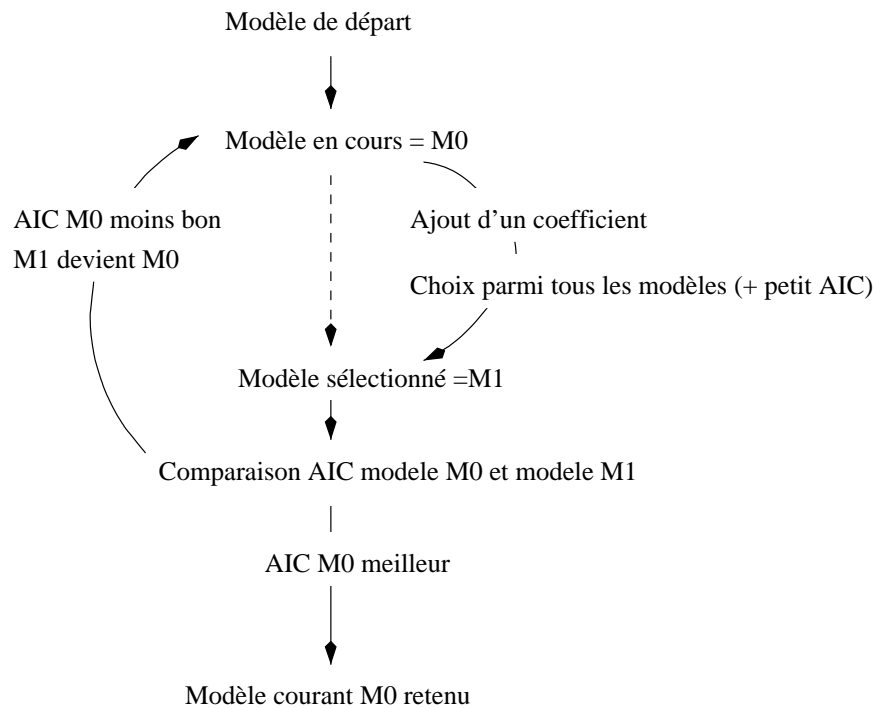 Modèle de départ
Modèle en cours = M0
AIC M0 moins bon
M1 devient M0
Ajout d'un coefficient
Choix parmi tous les modèles (+ petit AIC)
Modèle sélectionné =M1
Comparaison AIC modele M0 et modele M1
AIC M0 meilleur
Modèle courant M0 retenu